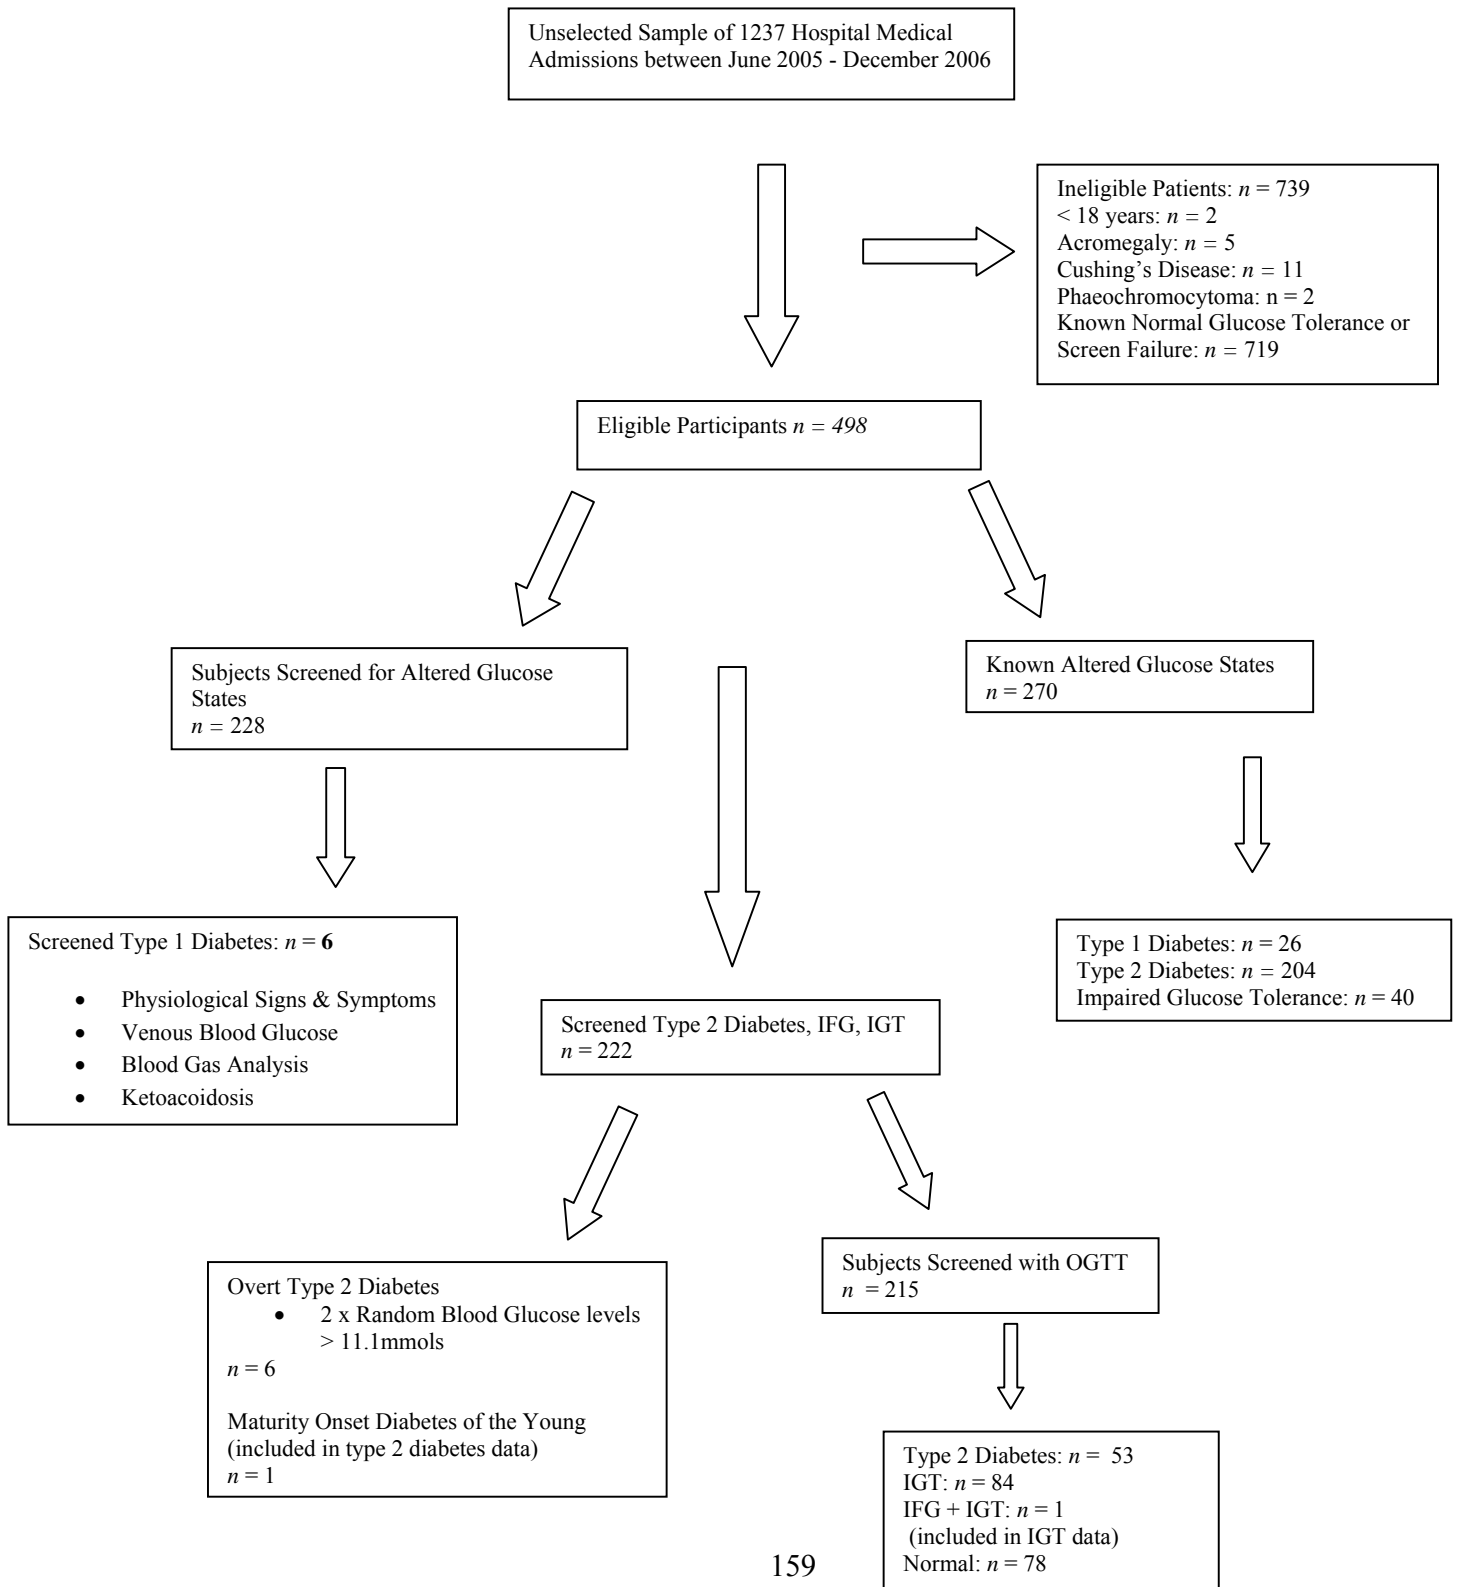 Unselected Sample of 1237 Hospital Medical
Admissions between June 2005 - December 2006
Ineligible Patients: n = 739
< 18 years: n = 2
Acromegaly: n = 5
Cushing’s Disease: n = 11
Phaeochromocytoma: n = 2
Known Normal Glucose Tolerance or
Screen Failure: n = 719
Eligible Participants n = 498
Subjects Screened for Altered Glucose
States
n = 228
Known Altered Glucose States
n = 270
Screened Type 1 Diabetes: n = 6
• Physiological Signs & Symptoms
• Venous Blood Glucose
• Blood Gas Analysis
• Ketoacoidosis
Screened Type 2 Diabetes, IFG, IGT
n = 222
Type 1 Diabetes: n = 26
Type 2 Diabetes: n = 204
Impaired Glucose Tolerance: n = 40
Overt Type 2 Diabetes
• 2 x Random Blood Glucose levels
> 11.1mmols
n = 6
Maturity Onset Diabetes of the Young
(included in type 2 diabetes data)
n = 1
Subjects Screened with OGTT
n = 215
Type 2 Diabetes: n = 53
IGT: n = 84
IFG + IGT: n = 1
(included in IGT data)
Normal: n = 78
159